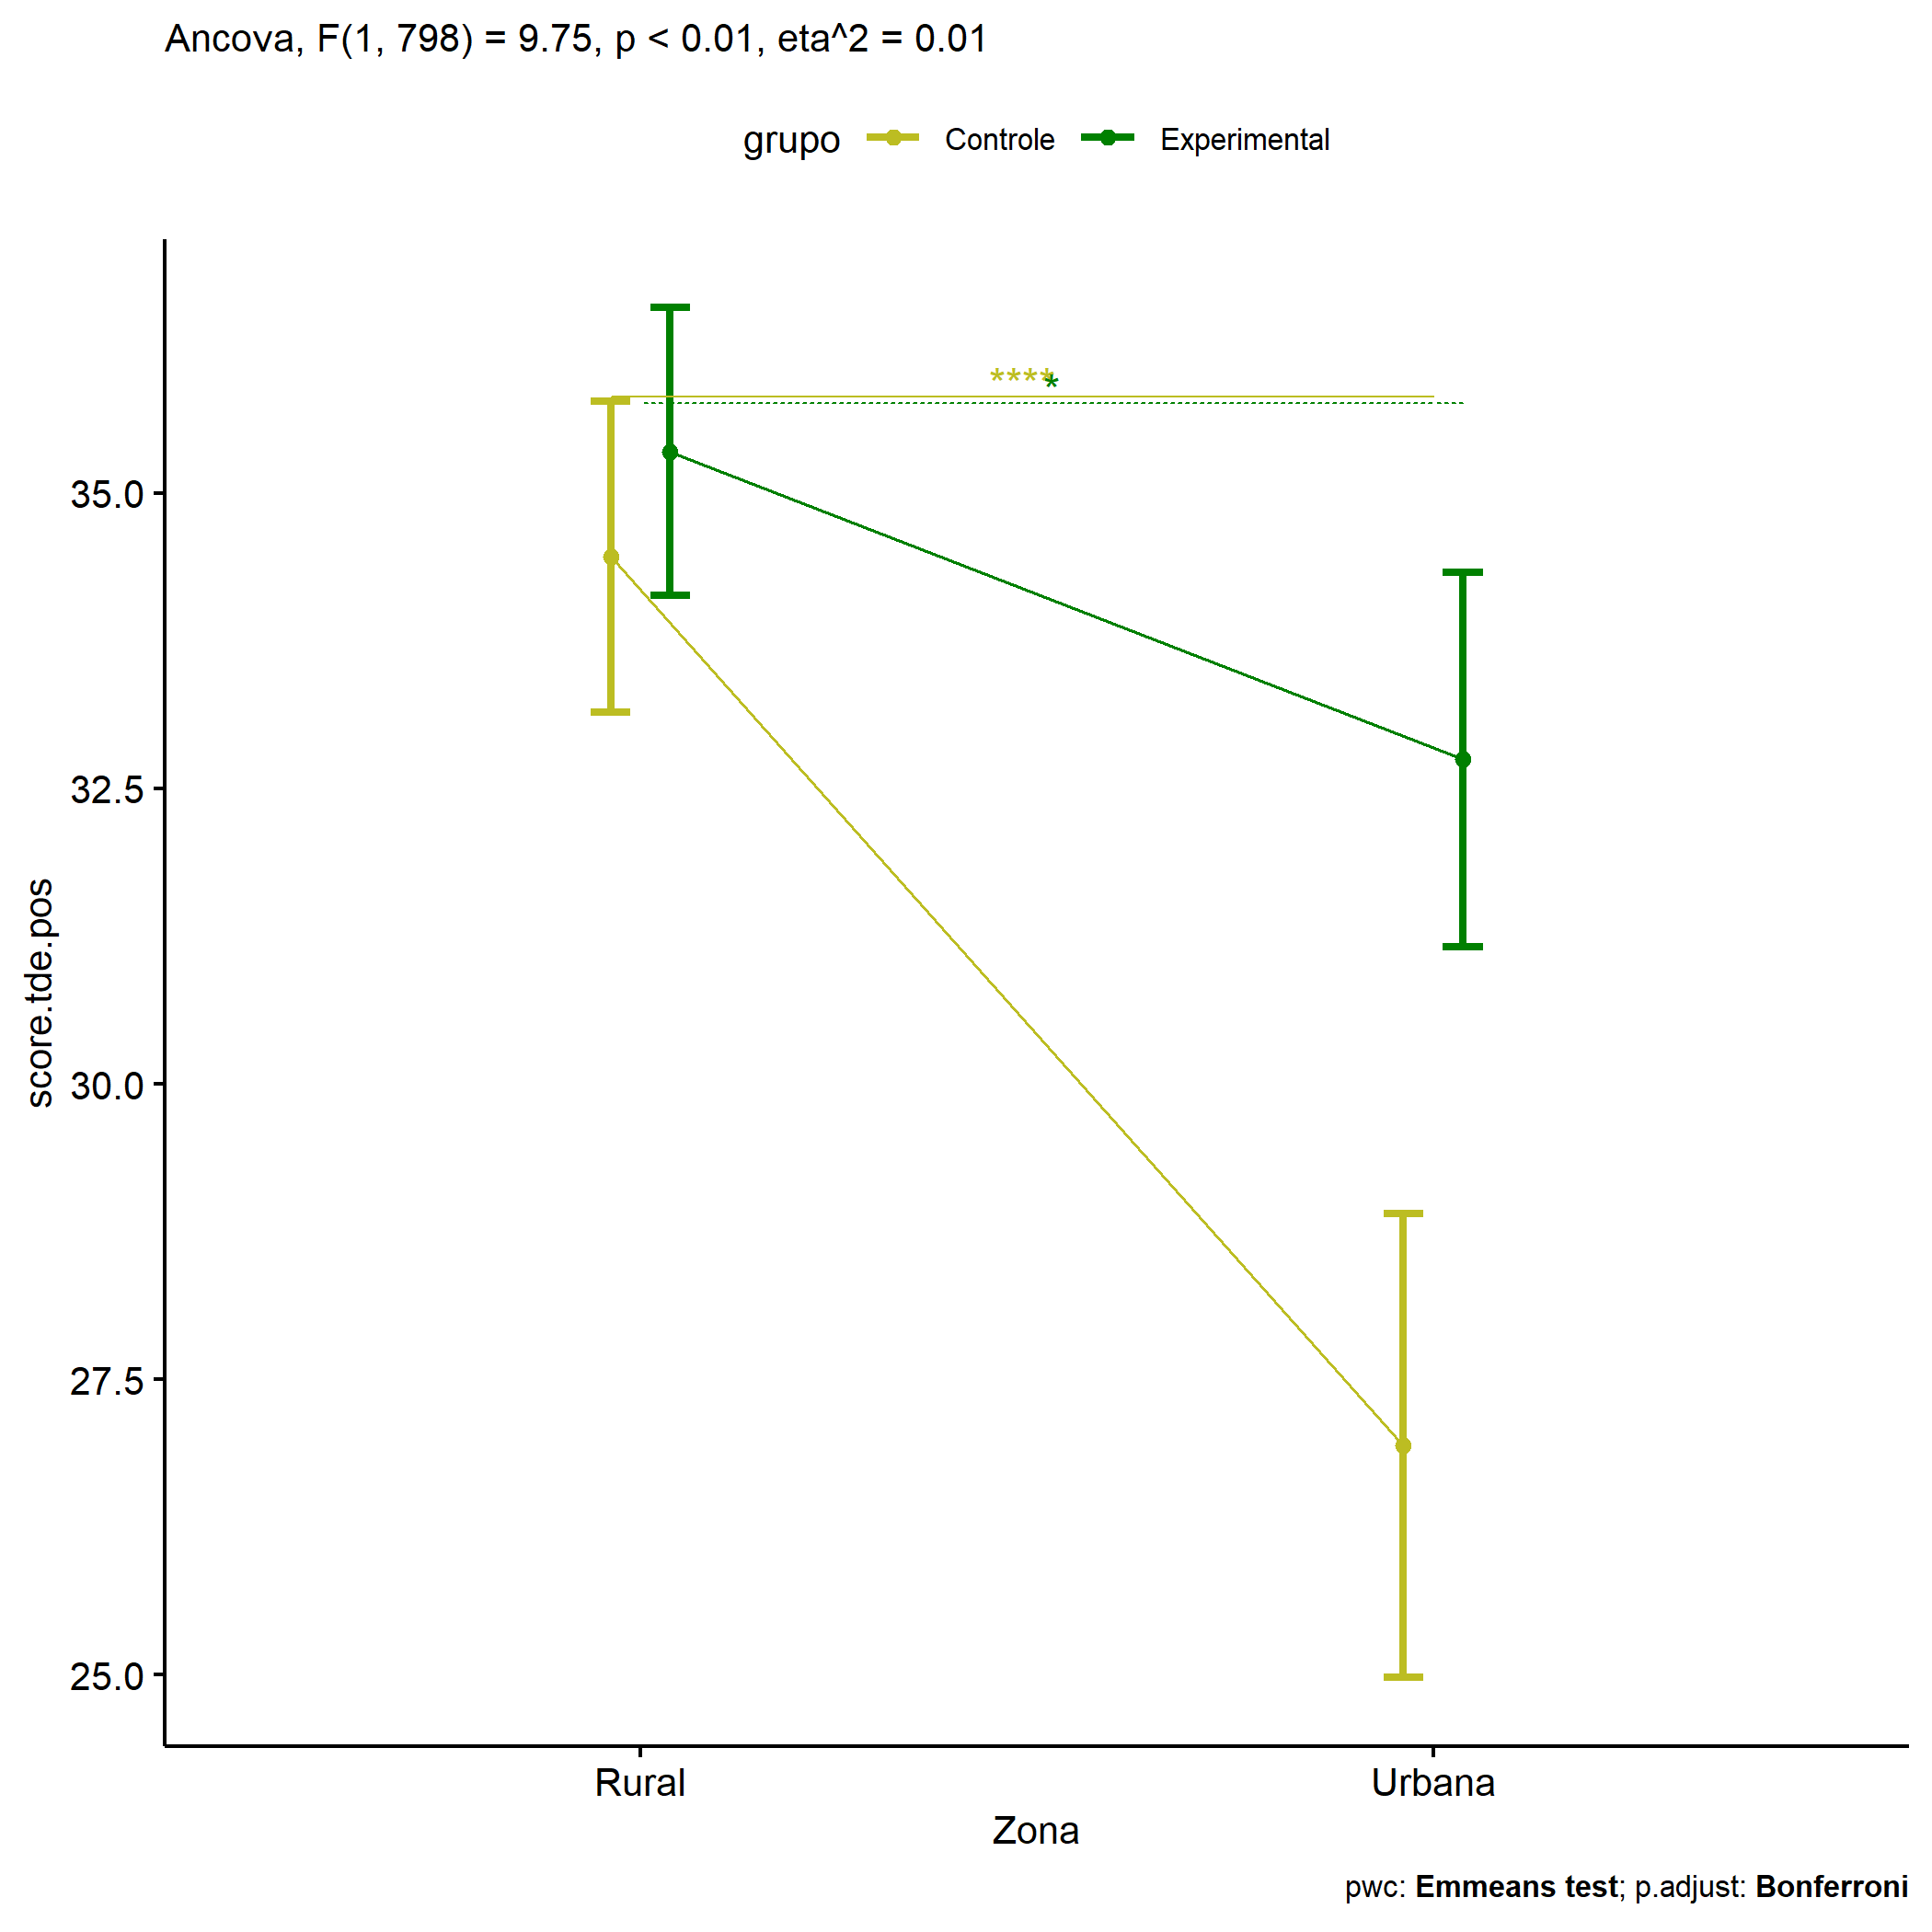 Ancova, F(1, 798) = 9.75, p < 0.01, eta^2 = 0.01
grupo Controle Experimental
****
*
35.0
32.5
30.0
27.5
25.0
score.tde.pos
Rural Urbana
Zona
pwc: Emmeans test; p.adjust: Bonferroni